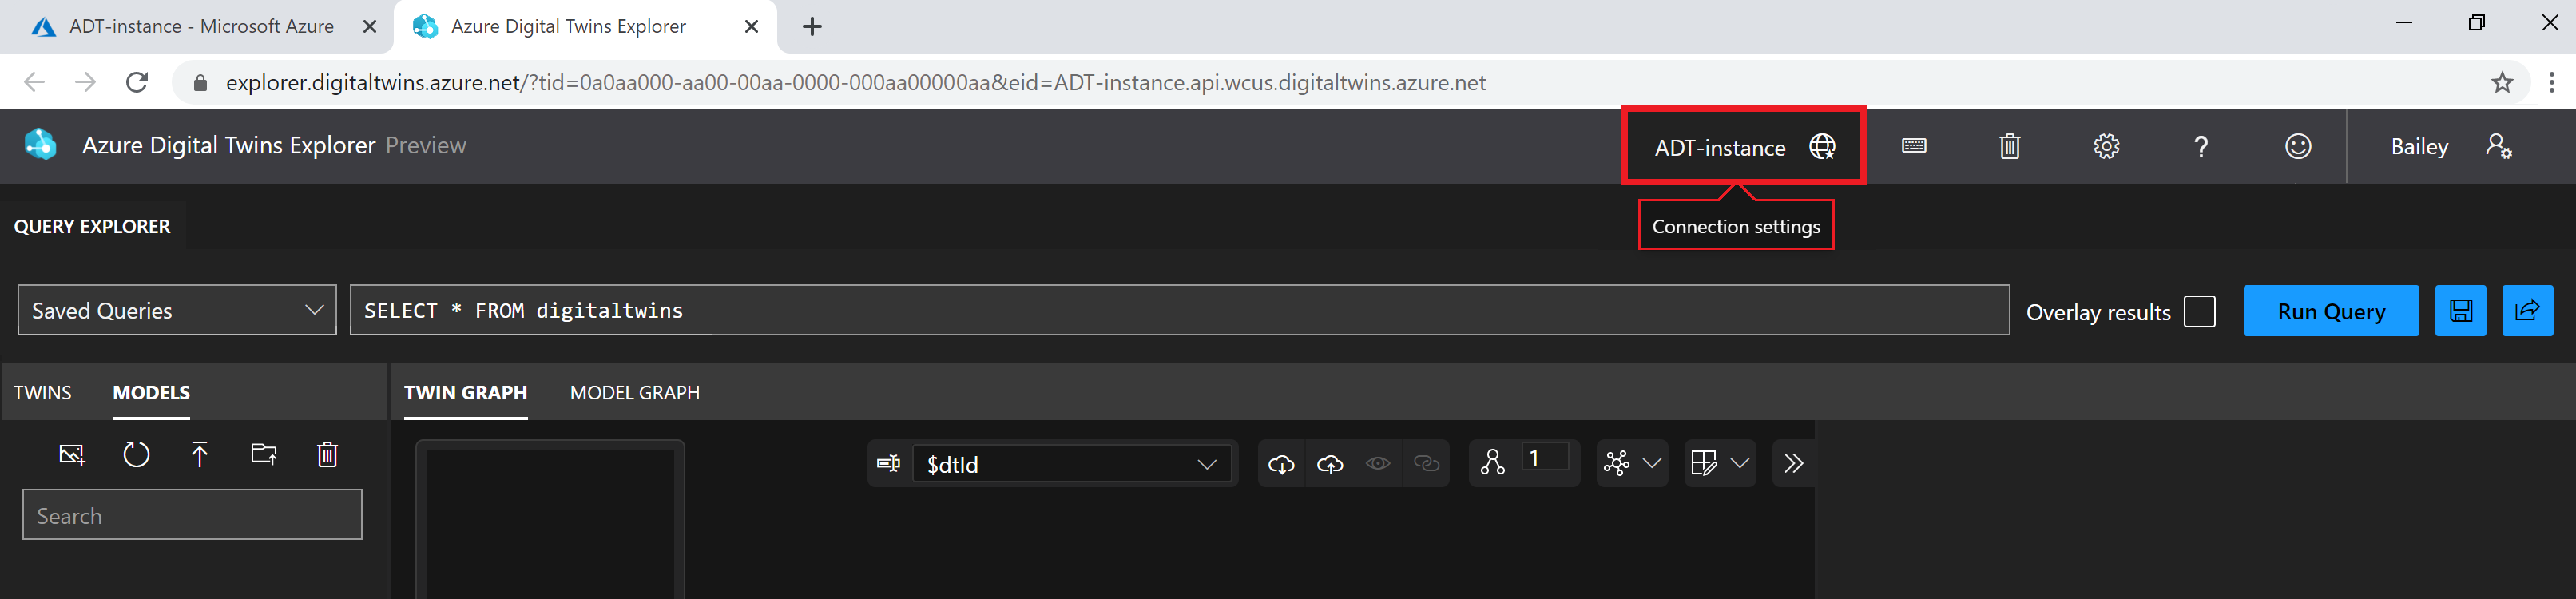 ADT-instance - Microsoft Azure
Azure Digital Twins Explorer
explorer.digitaltwins.azure.net/?tid=0a0aa000-aa00-00aa-0000-000aa00000aa&eid=ADT-instance.api.wcus.digitaltwins.azure.net
Azure Digital Twins Explorer Preview
ADT-instance
?
Bailey
Connection settings
QUERY EXPLORER
Saved Queries
SELECT * FROM digitaltwins
Overlay results
Run Query
TWINS
MODELS
TWIN GRAPH
MODEL GRAPH
$dtId
1
Search